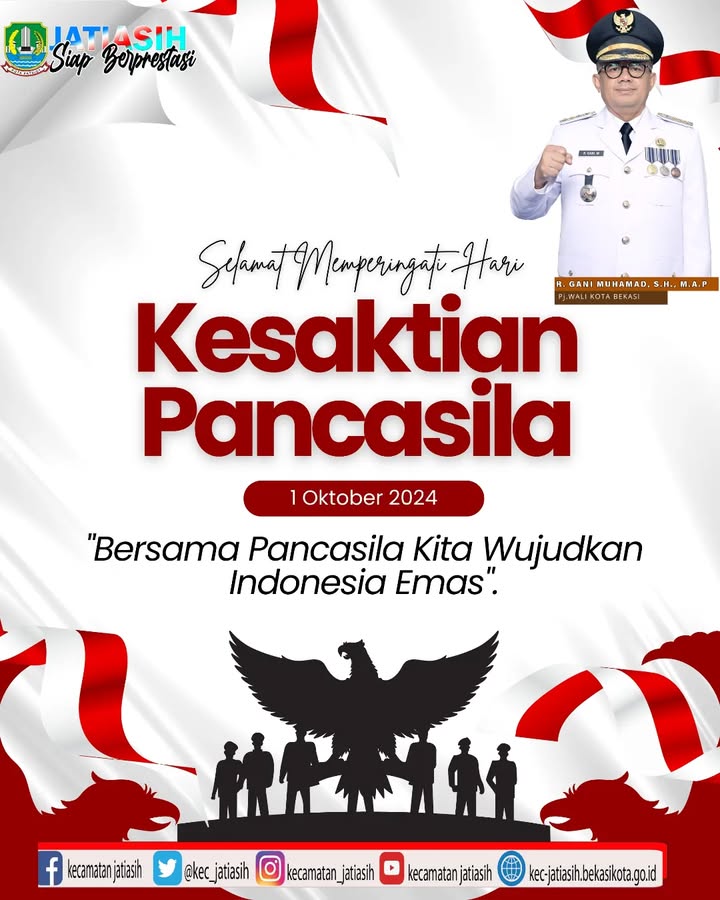 JATIASIH
Siap Berprestasi
R. GANI MUHAMAD, S.H., M.A.P
Pj.WALI KOTA BEKASI
Selamat Memperingati Hari
Kesaktian
Pancasila
1 Oktober 2024
"Bersama Pancasila Kita Wujudkan
Indonesia Emas".
kecamatan jatiasih @kec_jatiasih kecamatan_jatiasih kecamatan jatiasih kec-jatiasih.bekasikota.go.id